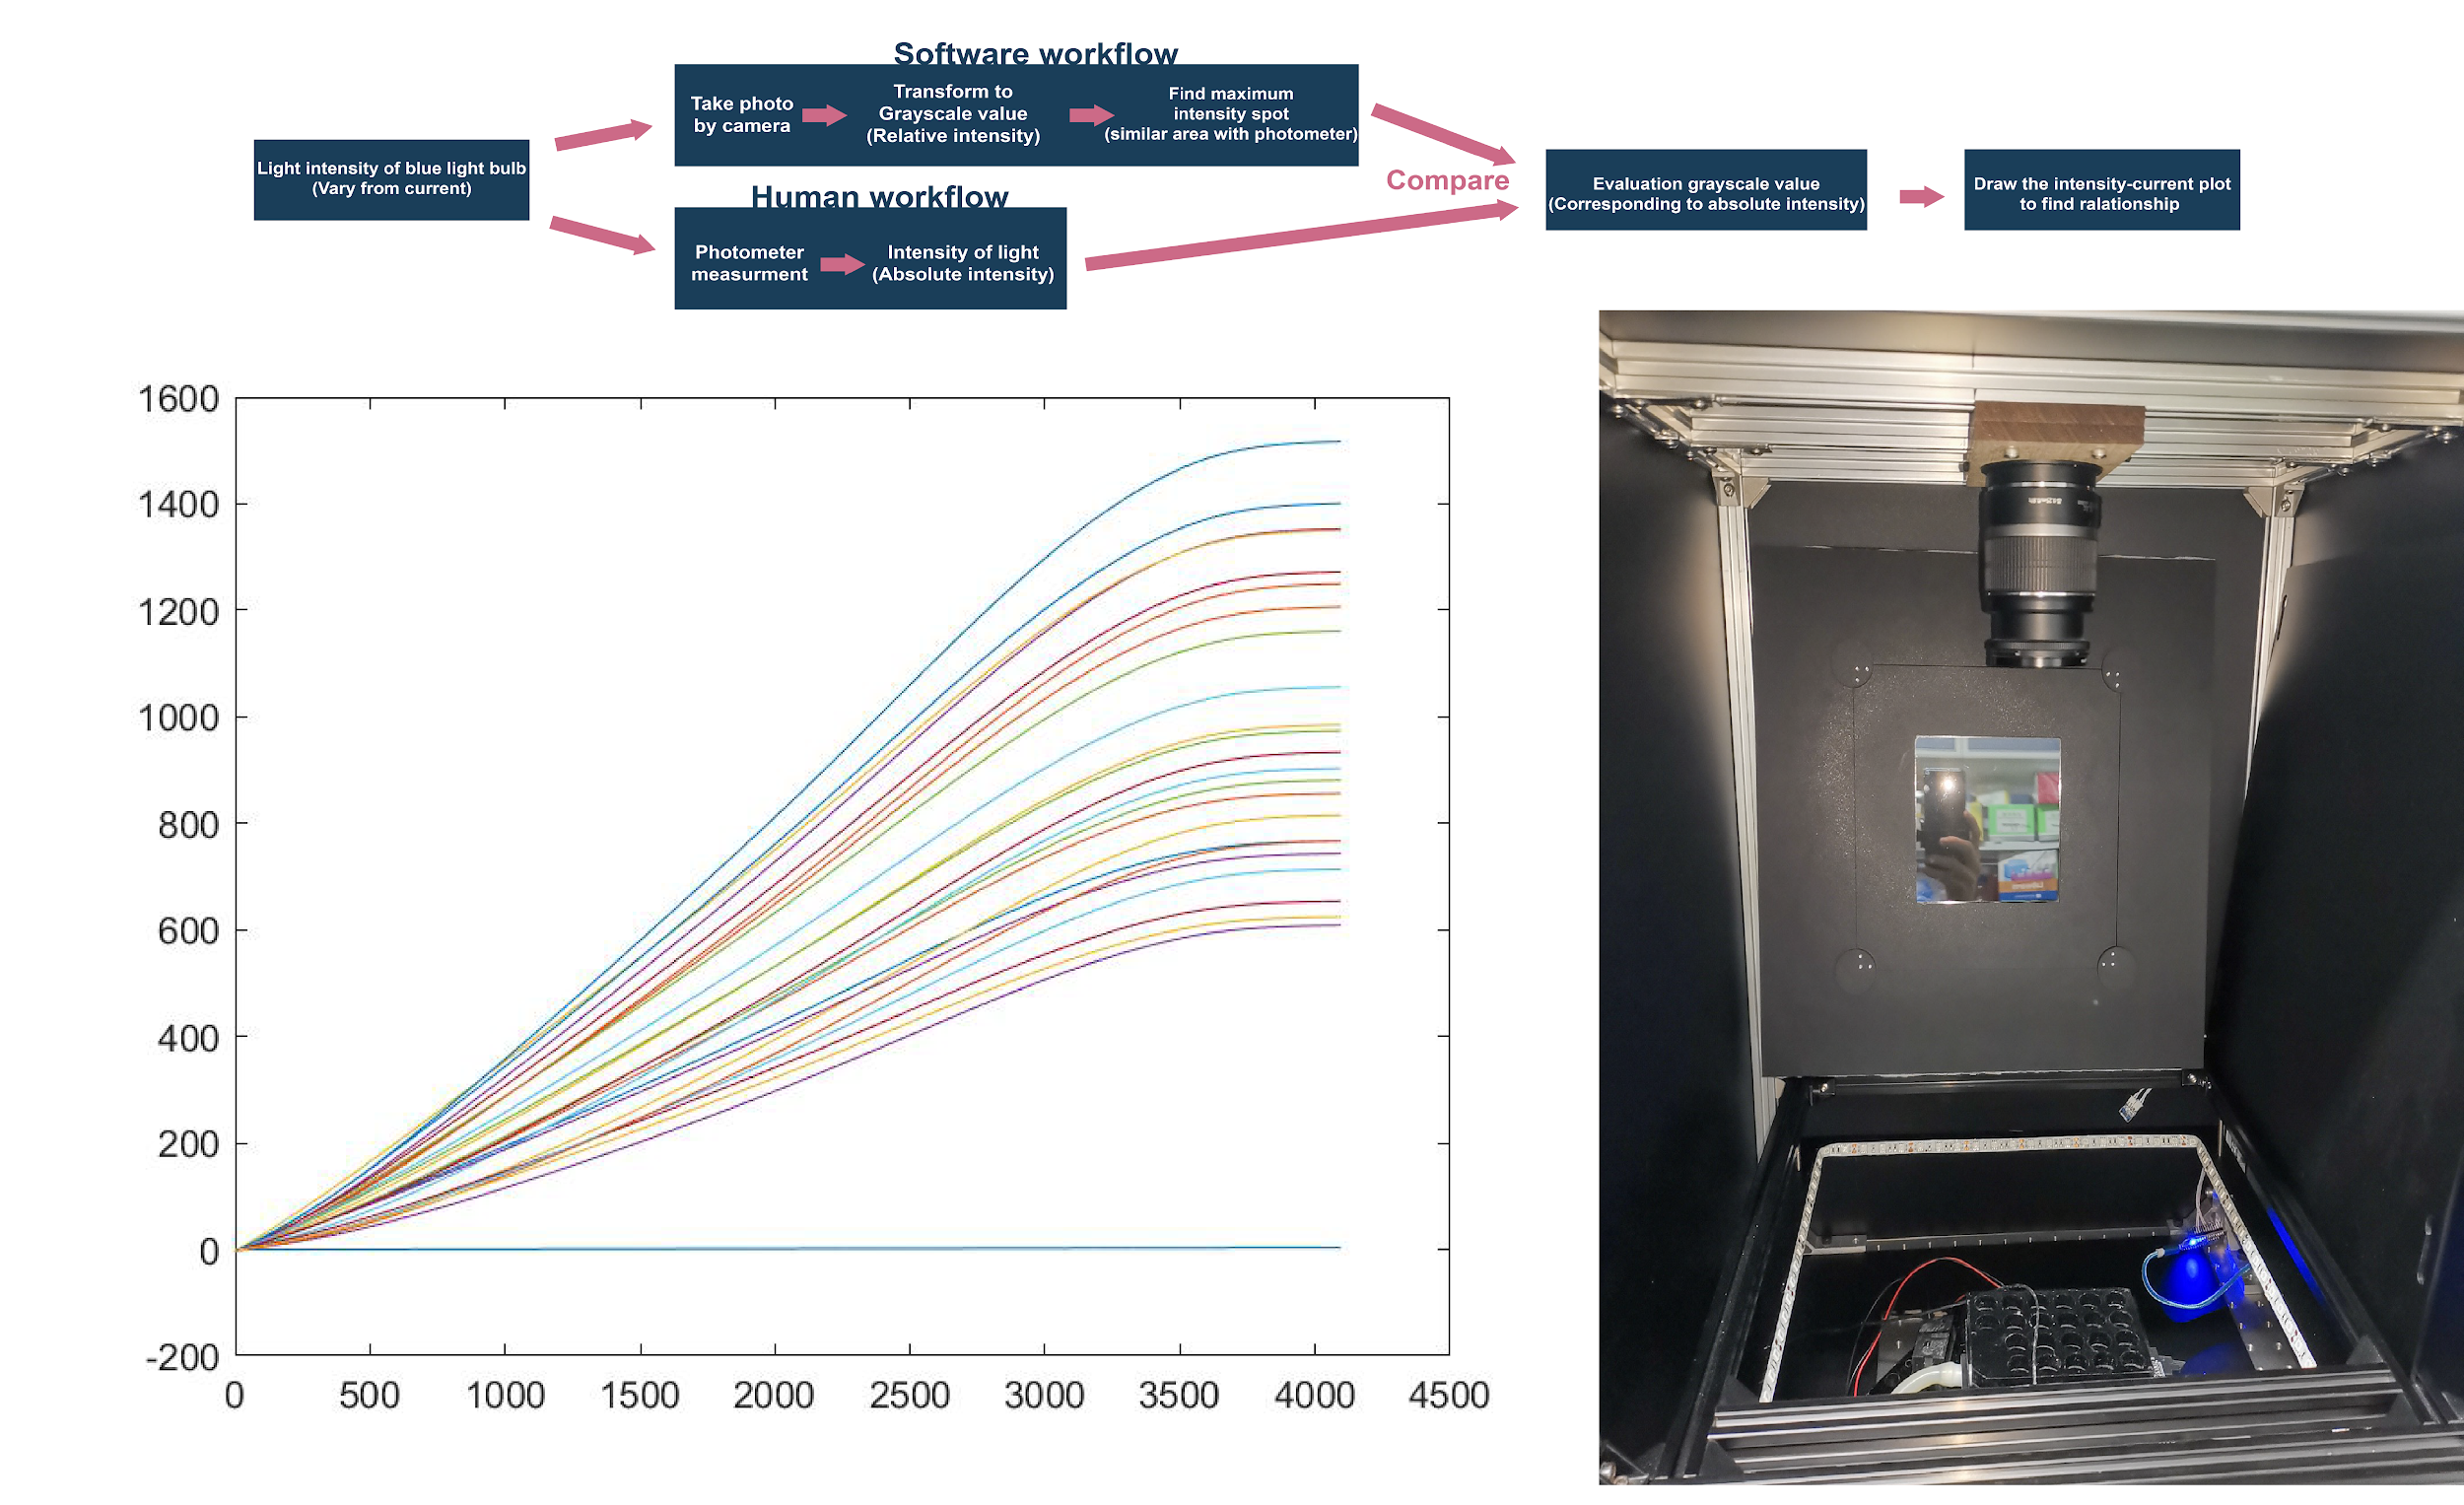 Software workflow
Take photo
by camera
Transform to
Grayscale value
(Relative intensity)
Find maximum
intensity spot
(similar area with photometer)
Light intensity of blue light bulb
(Vary from current)
Human workflow
Photometer
measurment
Intensity of light
(Absolute intensity)
Compare
Evaluation grayscale value
(Corresponding to absolute intensity)
Draw the intensity-current plot
to find ralationship
1600
1400
1200
1000
800
600
400
200
0
-200
0 500 1000 1500 2000 2500 3000 3500 4000 4500